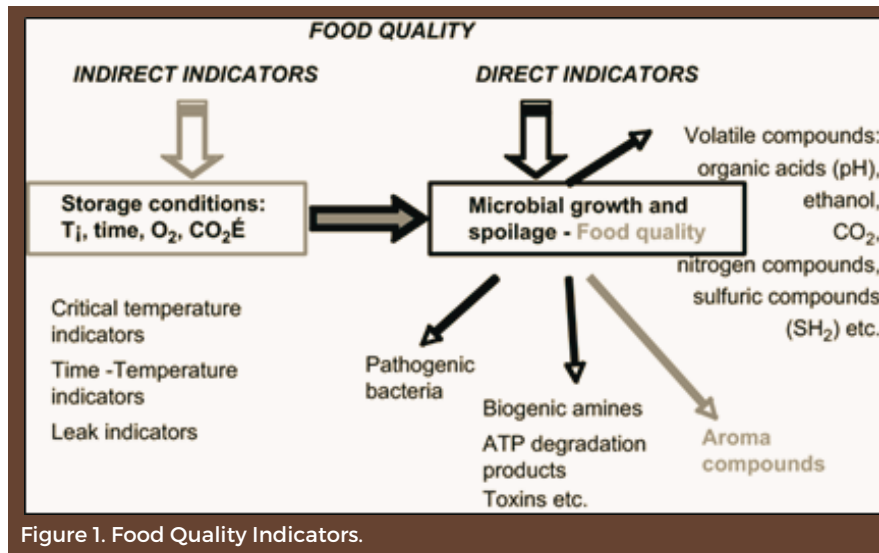 FOOD QUALITY
INDIRECT INDICATORS
DIRECT INDICATORS
Storage conditions:
T¡, time, O₂, CO₂É
Microbial growth and
spoilage - Food quality
Volatile compounds:
organic acids (pH),
ethanol,
CO₂,
nitrogen compounds,
sulfuric compounds
(SH₂) etc.
Critical temperature
indicators
Time -Temperature
indicators
Leak indicators
Pathogenic
bacteria
Biogenic amines
ATP degradation
products
Toxins etc.
Aroma
compounds
Figure 1. Food Quality Indicators.